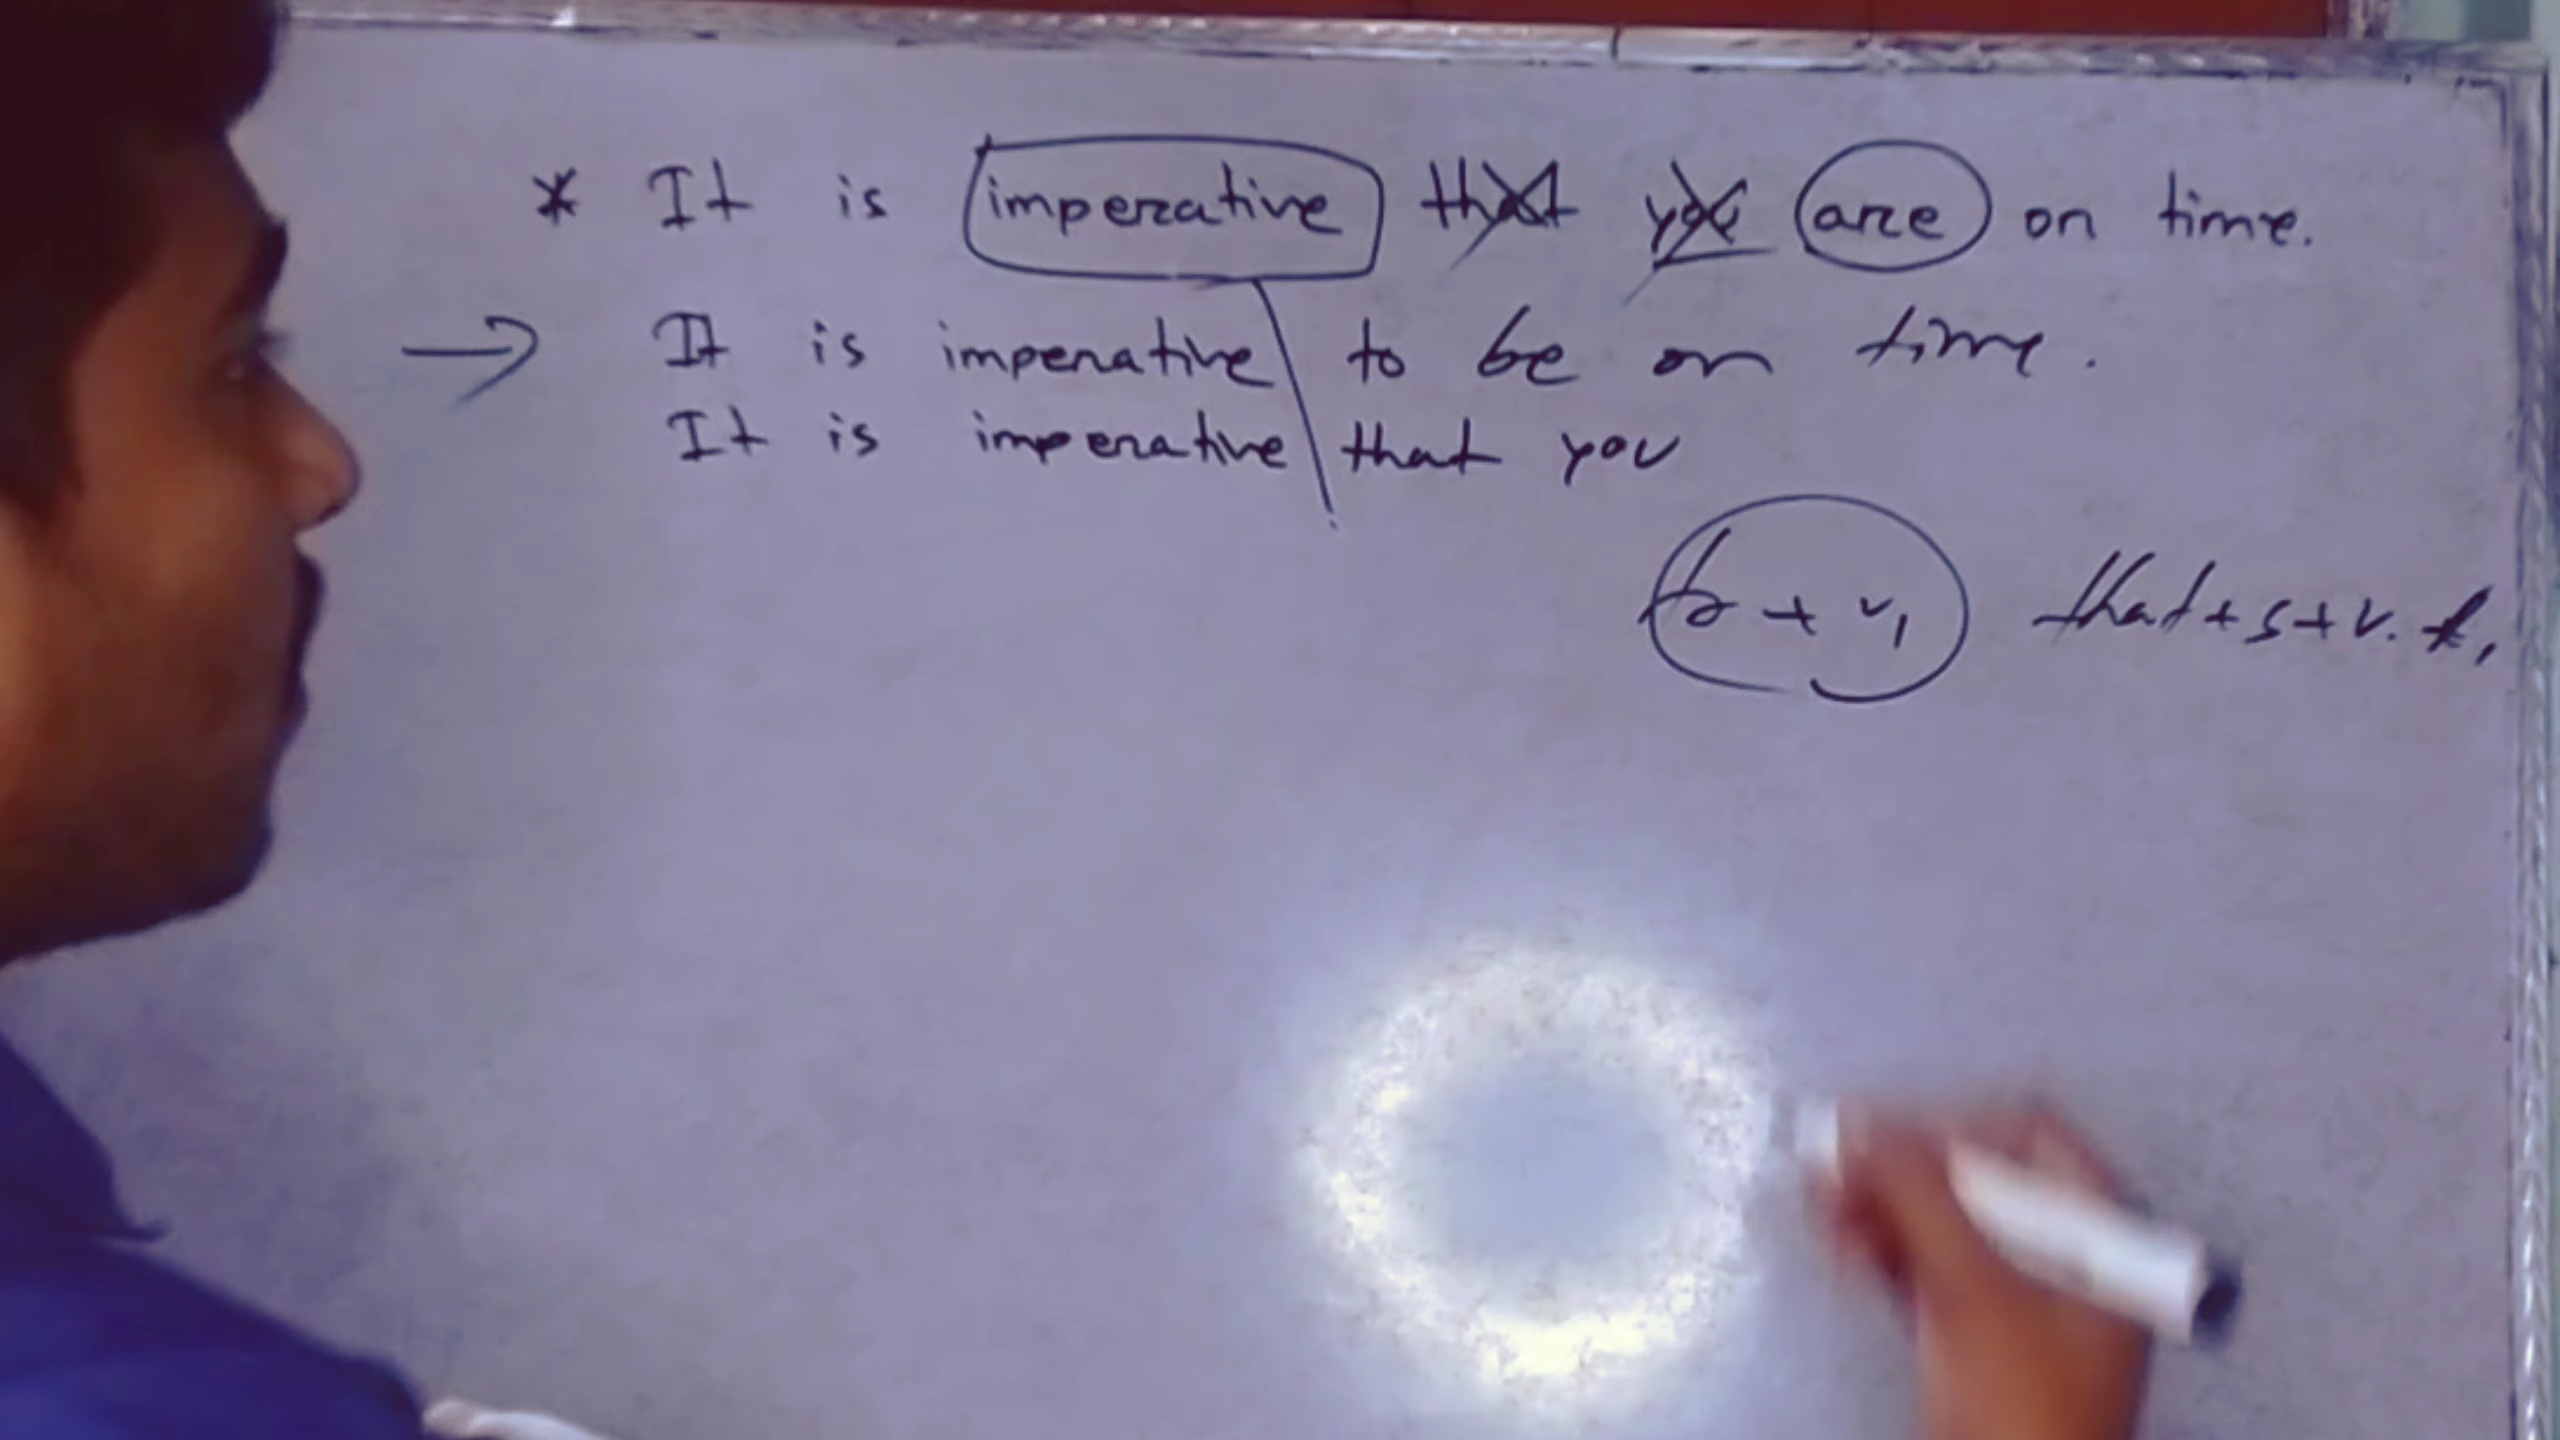 * It is imperative that you are on time.
→ It is imperative to be on time.
It is imperative that you
to + v1 that + s + v.